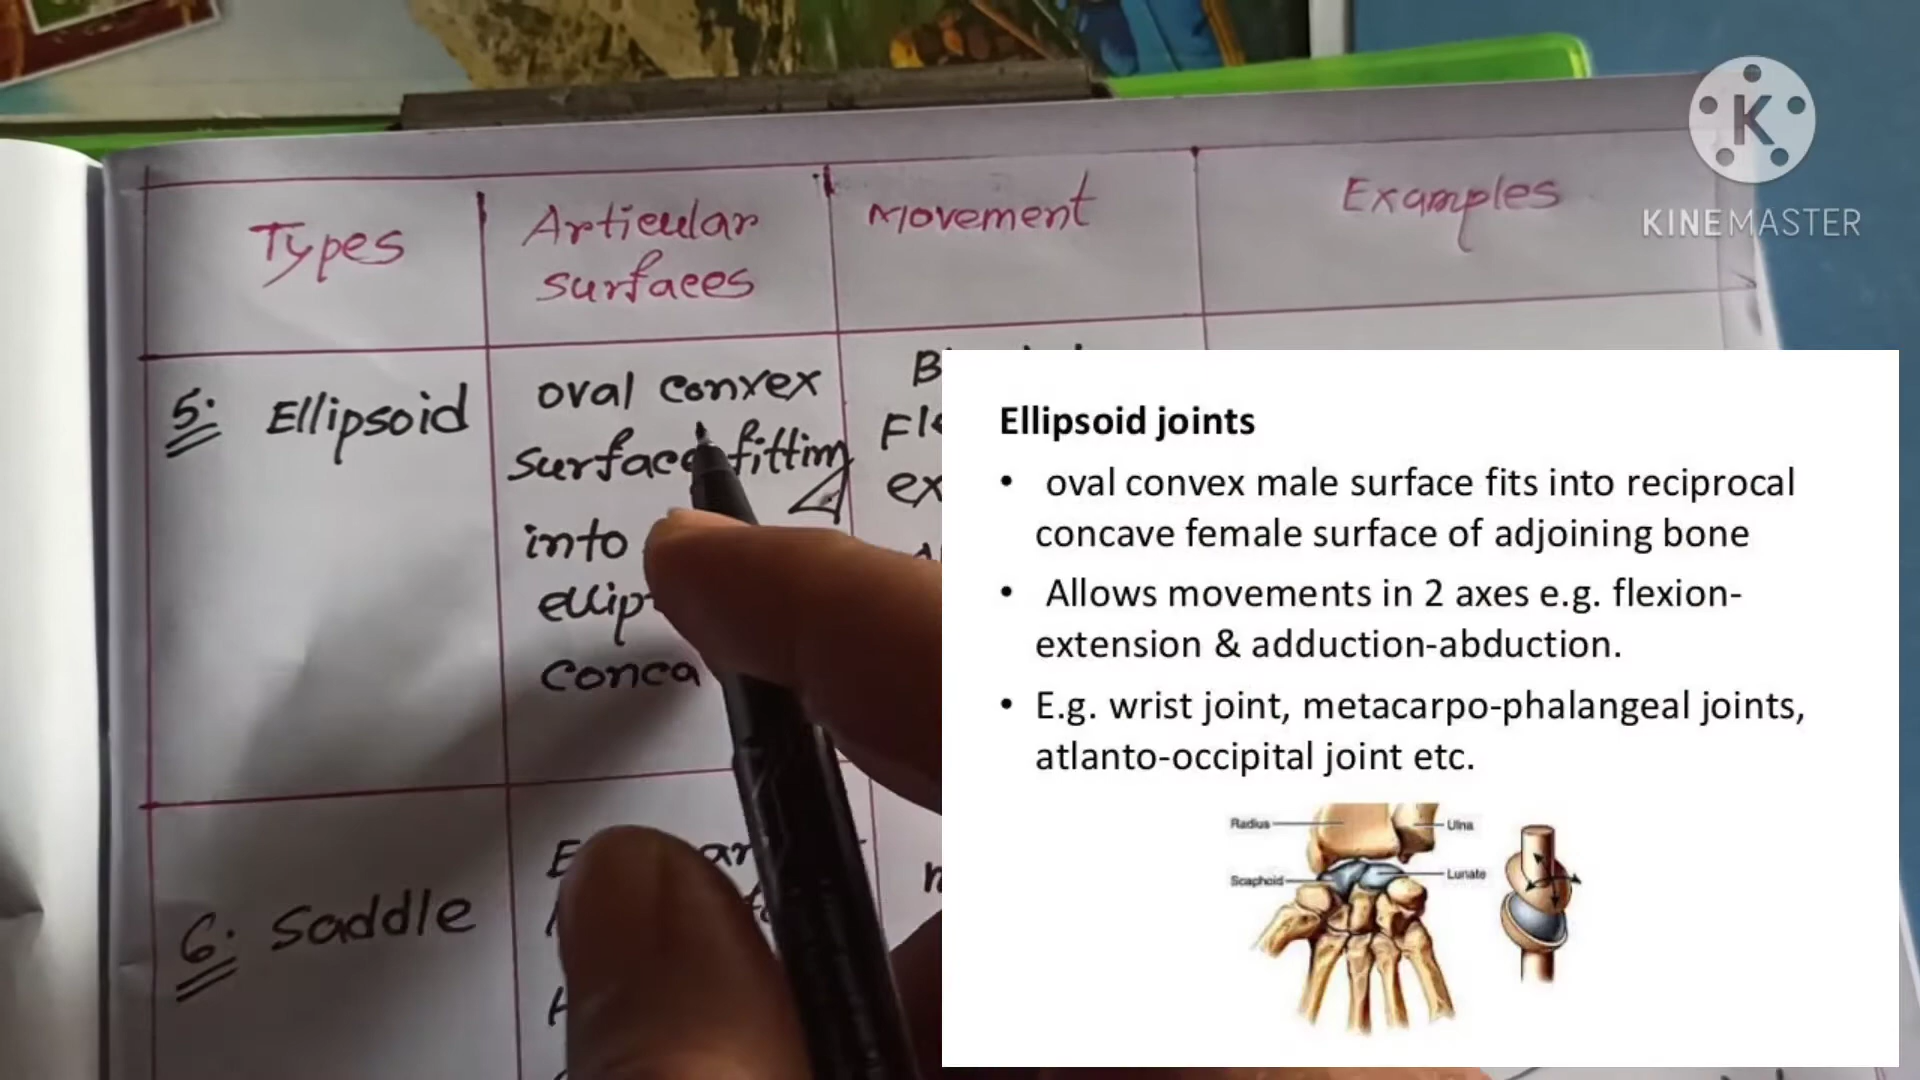 Types
Articular
surfaces
Movement
Examples
5. Ellipsoid
oval convex
surface fitting
into
ellip
conca
6. Saddle
K
KINEMASTER
Ellipsoid joints
• oval convex male surface fits into reciprocal
concave female surface of adjoining bone
• Allows movements in 2 axes e.g. flexion-
extension & adduction-abduction.
• E.g. wrist joint, metacarpo-phalangeal joints,
atlanto-occipital joint etc.
Radius
Ulna
Scaphoid
Lunate